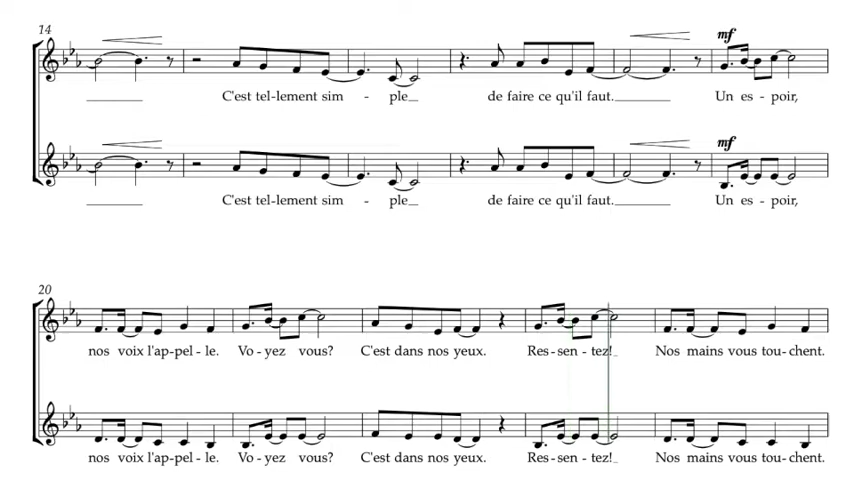 14
mf
C'est tel-lement sim - ple_ de faire ce qu'il faut.____ Un es - poir,
mf
C'est tel-lement sim - ple_ de faire ce qu'il faut.____ Un es - poir,
20
nos voix l'ap-pel - le. Vo - yez vous? C'est dans nos yeux. Res-sen - tez!_ Nos mains vous tou-chent.
nos voix l'ap-pel - le. Vo - yez vous? C'est dans nos yeux. Res-sen - tez!_ Nos mains vous tou-chent.